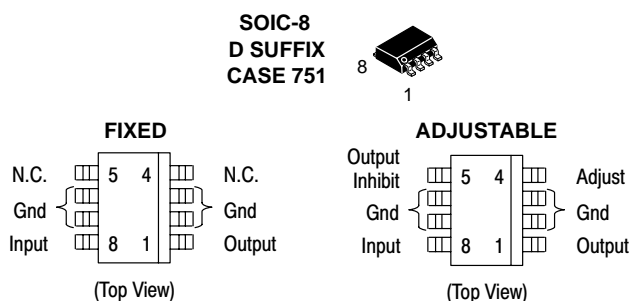 SOIC-8
D SUFFIX
CASE 751
8
1
FIXED
N.C. 5 4 N.C.
Gnd Gnd
Input 8 1 Output
(Top View)
ADJUSTABLE
Output
Inhibit 5 4 Adjust
Gnd Gnd
Input 8 1 Output
(Top View)